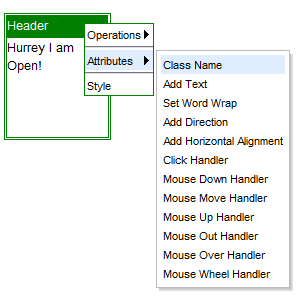 Header
Hurrey I am
Open!
Operations
Attributes
Style
Class Name
Add Text
Set Word Wrap
Add Direction
Add Horizontal Alignment
Click Handler
Mouse Down Handler
Mouse Move Handler
Mouse Up Handler
Mouse Out Handler
Mouse Over Handler
Mouse Wheel Handler